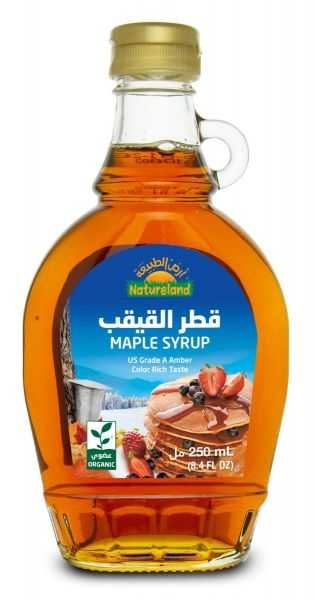 أرض الطبيعة
Natureland
قطر القيقب
MAPLE SYRUP
US Grade A Amber
Color Rich Taste
عضوي
ORGANIC
250 mL مل
(8.4 FL OZ)